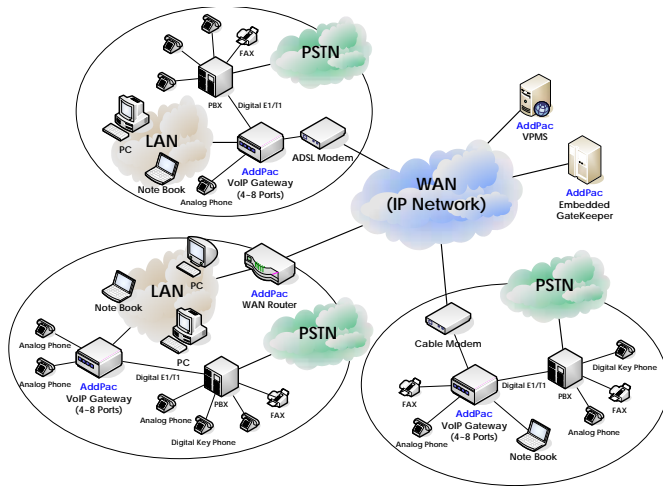 FAX
PSTN
PBX
Digital E1/T1
LAN
PC
Note Book
ADSL Modem
AddPac
VoIP Gateway
(4~8 Ports)
Analog Phone
AddPac
VPMS
WAN
(IP Network)
AddPac
Embedded
GateKeeper
PC
LAN
Note Book
AddPac
WAN Router
PSTN
PC
Analog Phone
Analog Phone
AddPac
VoIP Gateway
(4~8 Ports)
Digital E1/T1
PBX
Analog Phone
FAX
Digital Key Phone
PSTN
Cable Modem
Digital Key Phone
Digital E1/T1
PBX
FAX
FAX
AddPac
VoIP Gateway
(4~8 Ports)
Analog Phone
Analog Phone
Note Book